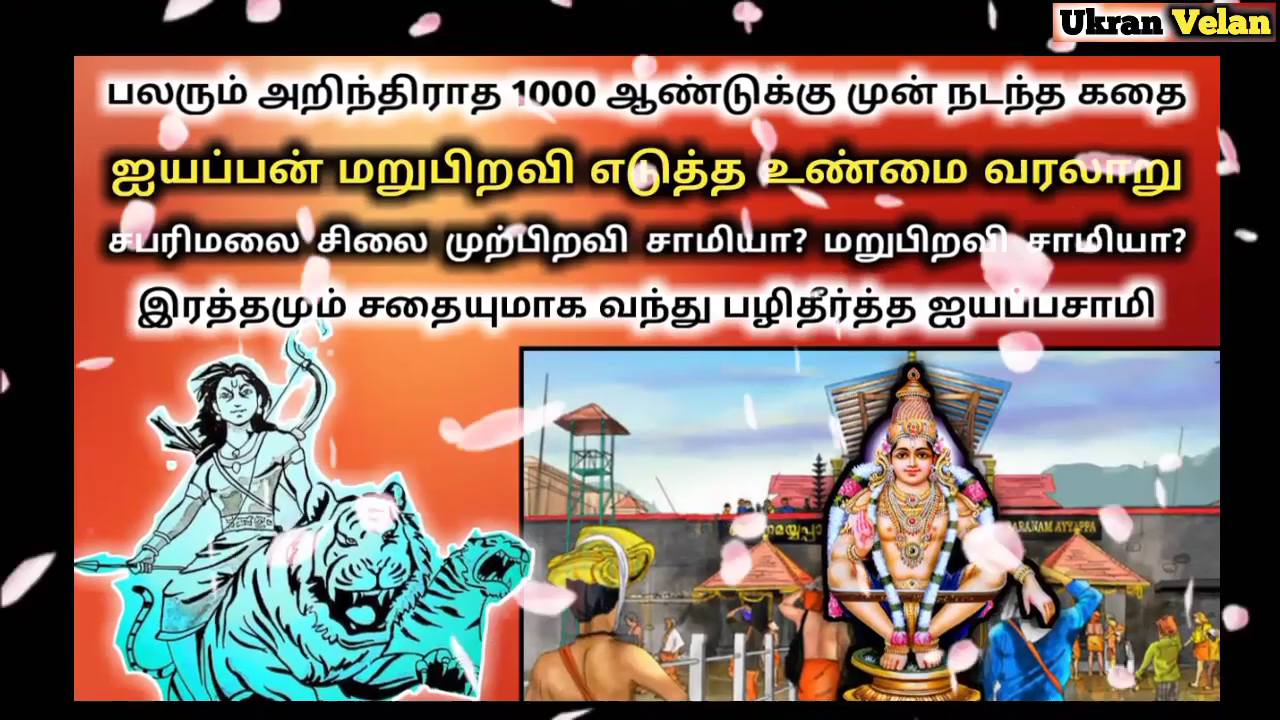 Ukran Velan
பலரும் அறிந்திராத 1000 ஆண்டுக்கு முன் நடந்த கதை
ஐயப்பன் மறுபிறவி எடுத்த உண்மை வரலாறு
சபரிமலை சிலை முற்பிறவி சாமியா? மறுபிறவி சாமியா?
இரத்தமும் சதையுமாக வந்து பழிதீர்த்த ஐயப்பசாமி
AYYAPPA